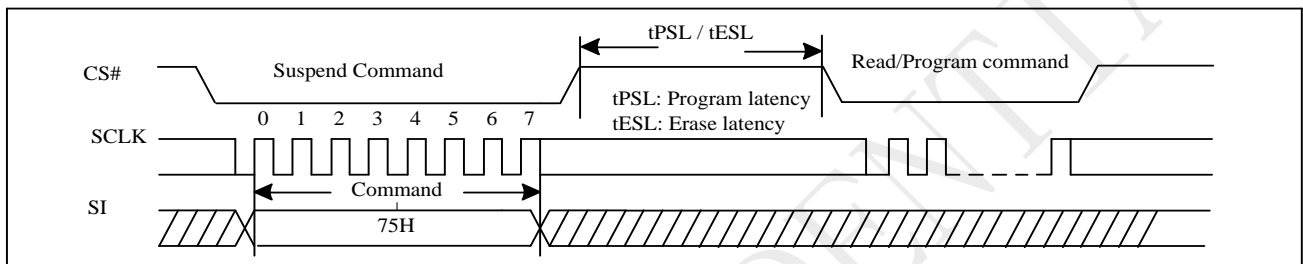 tPSL / tESL
CS#
Suspend Command
Read/Program command
tPSL: Program latency
tESL: Erase latency
0 1 2 3 4 5 6 7
SCLK
Command
SI
75H